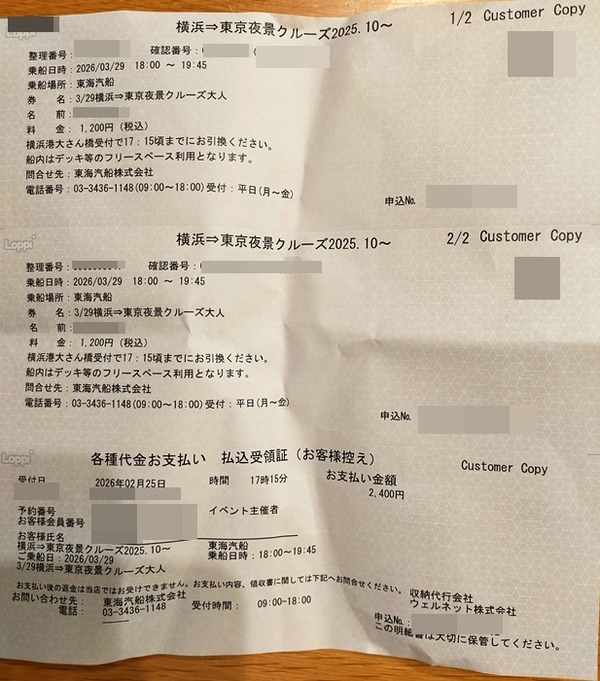 Loppi
横浜⇒東京夜景クルーズ2025.10～ 1/2 Customer Copy
整理番号: 確認番号:
乗船日時: 2026/03/29 18:00 ～ 19:45
乗船場所: 東海汽船
券 名: 3/29横浜⇒東京夜景クルーズ大人
名 前:
料 金: 1,200円（税込）
横浜港大さん橋受付で17：15頃までにお引換ください。
船内はデッキ等のフリースペース利用となります。
問合せ先: 東海汽船株式会社
電話番号: 03-3436-1148(09:00～18:00)受付：平日(月～金)
申込No.
Loppi
横浜⇒東京夜景クルーズ2025.10～ 2/2 Customer Copy
整理番号: 確認番号:
乗船日時: 2026/03/29 18:00 ～ 19:45
乗船場所: 東海汽船
券 名: 3/29横浜⇒東京夜景クルーズ大人
名 前:
料 金: 1,200円（税込）
横浜港大さん橋受付で17：15頃までにお引換ください。
船内はデッキ等のフリースペース利用となります。
問合せ先: 東海汽船株式会社
電話番号: 03-3436-1148(09:00～18:00)受付：平日(月～金)
申込No.
Loppi
各種代金お支払い 払込受領証（お客様控え） Customer Copy
受付日 2026年02月25日 時間 17時15分 お支払い金額
2,400円
予約番号 イベント主催者
お客様会員番号
お客様氏名
横浜⇒東京夜景クルーズ2025.10～ 東海汽船
ご乗船日：2026/03/29 乗船日時：18:00～19:45
3/29横浜⇒東京夜景クルーズ大人
お支払い後の返金は当店ではお受けできません。お支払い内容、領収書に関しては下記へお問合せください。
お問い合わせ先： 東海汽船株式会社 収納代行会社
電話： 03-3436-1148 受付時間： 09:00-18:00 ウェルネット株式会社
申込No.:
この明細書は大切に保管してください。